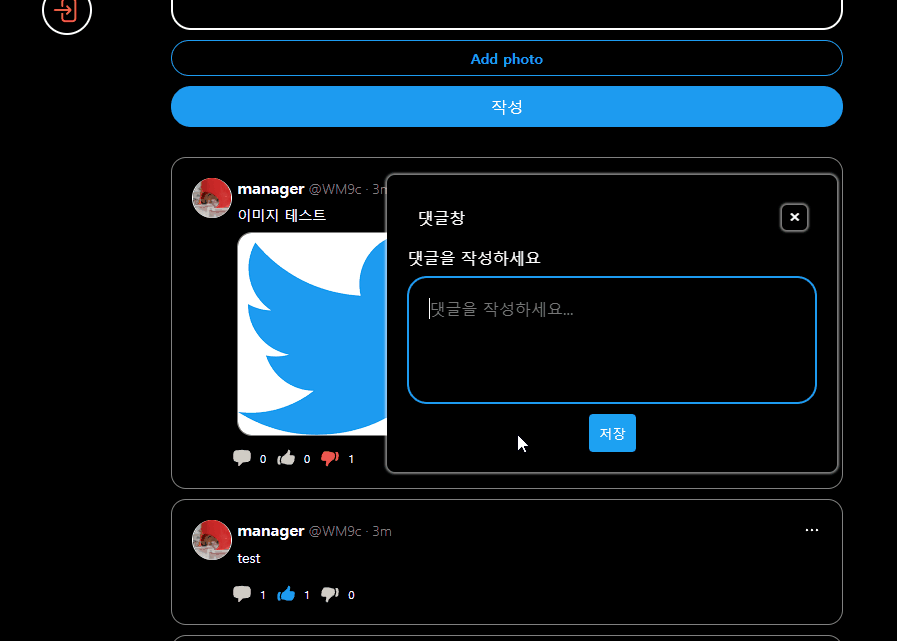 Add photo
작성
manager @WM9c · 3m
이미지 테스트
댓글창
댓글을 작성하세요
댓글을 작성하세요...
저장
0 0 1
manager @WM9c · 3m
test
1 1 0